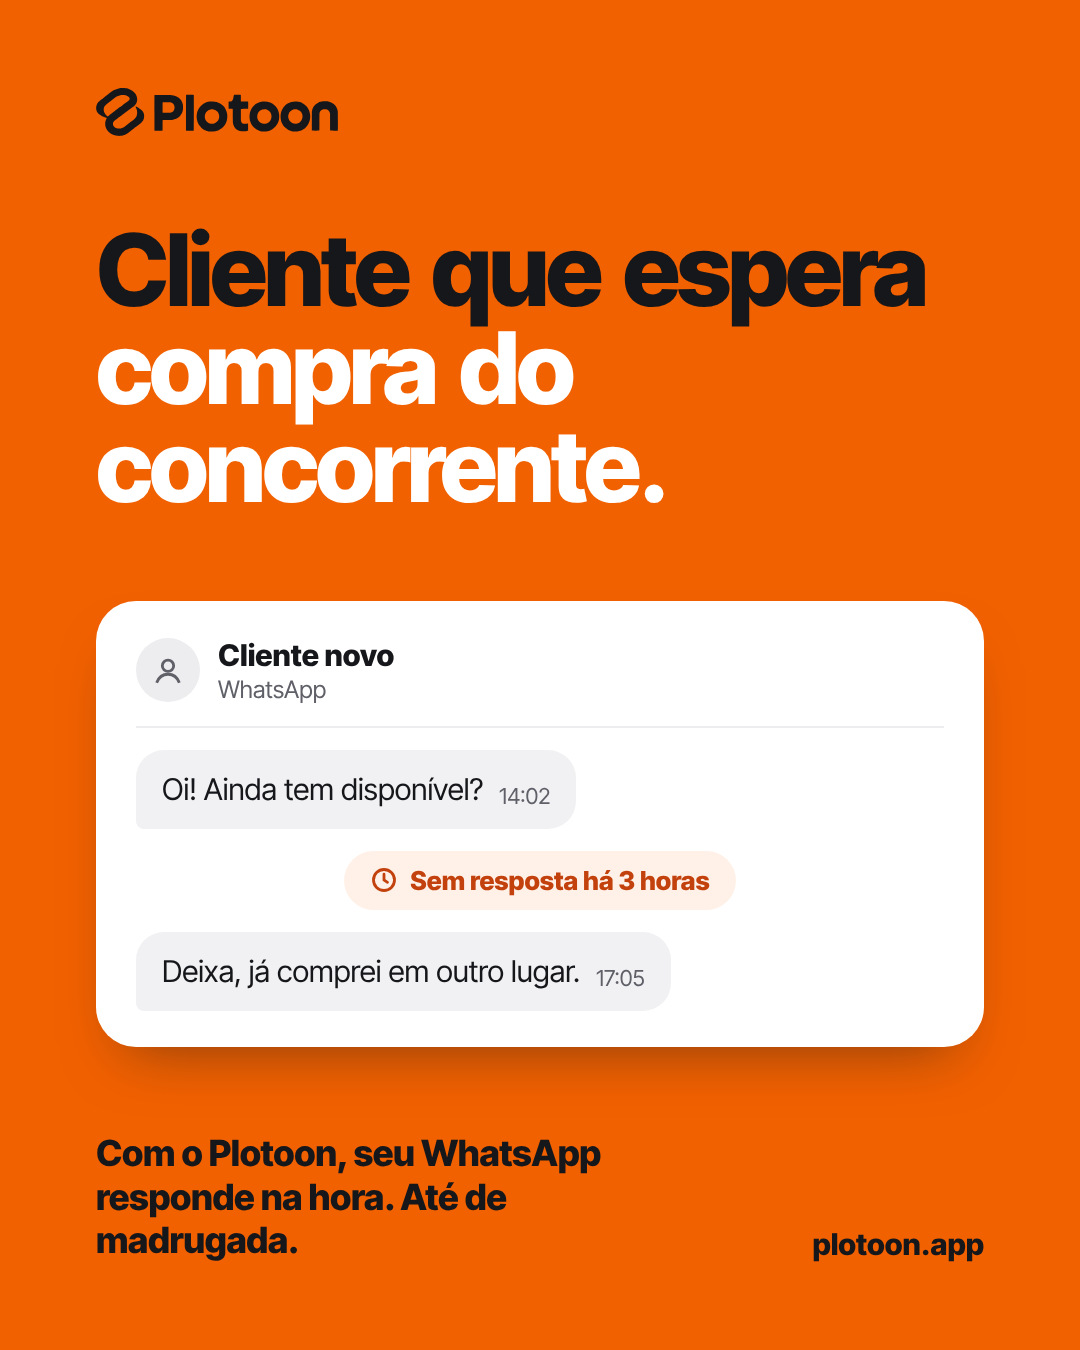 Plotoon
Cliente que espera
compra do
concorrente.
Cliente novo
WhatsApp
Oi! Ainda tem disponível? 14:02
Sem resposta há 3 horas
Deixa, já comprei em outro lugar. 17:05
Com o Plotoon, seu WhatsApp
responde na hora. Até de
madrugada.
plotoon.app